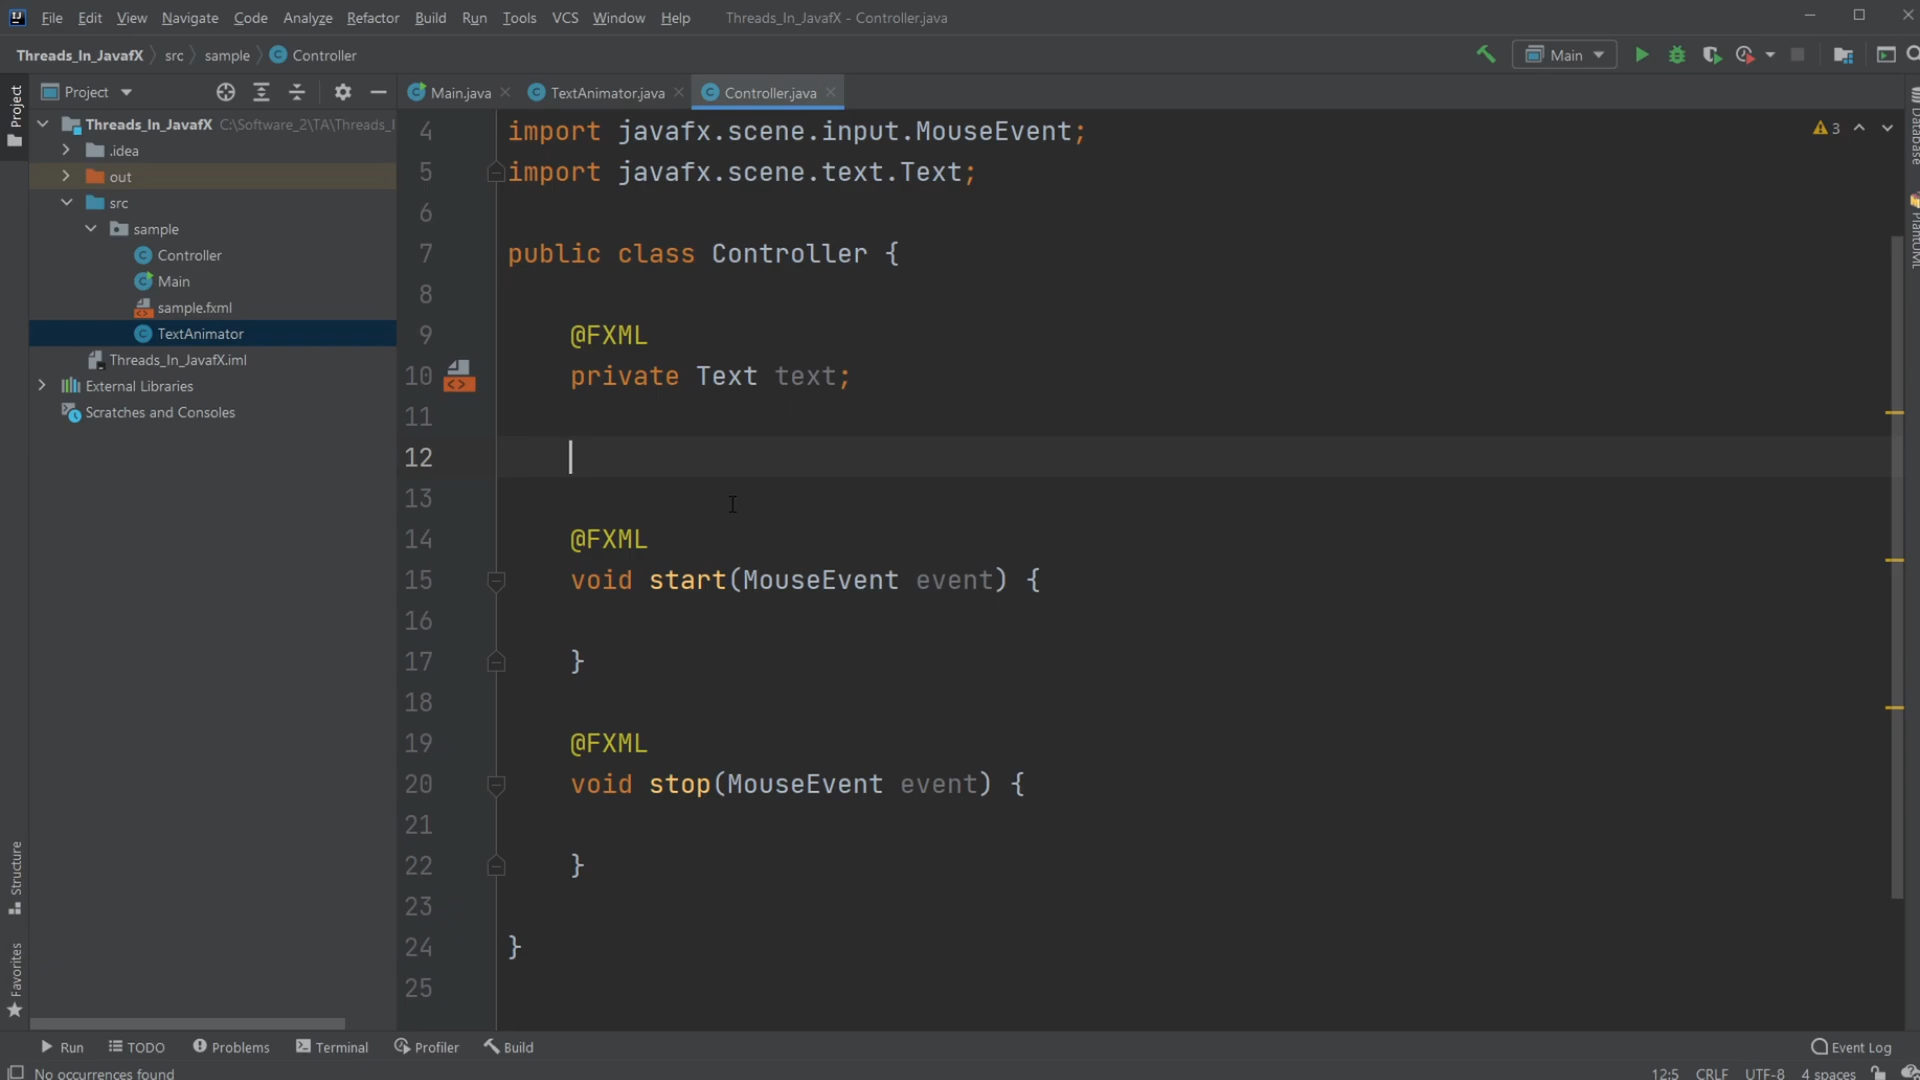 File Edit View Navigate Code Analyze Refactor Build Run Tools VCS Window Help Threads_In_JavafX - Controller.java
Threads_In_JavafX src sample Controller Main
Project Main.java TextAnimator.java Controller.java
Project
Threads_In_JavafX C:\Software_2\TA\Threads_I
.idea
out
src
sample
Controller
Main
sample.fxml
TextAnimator
Threads_In_JavafX.iml
External Libraries
Scratches and Consoles
Structure
Favorites
4 import javafx.scene.input.MouseEvent;
5 import javafx.scene.text.Text;
6
7 public class Controller {
8
9 @FXML
10 private Text text;
11
12
13
14 @FXML
15 void start(MouseEvent event) {
16
17 }
18
19 @FXML
20 void stop(MouseEvent event) {
21
22 }
23
24 }
25
3
Database
PlantUML
Run TODO Problems Terminal Profiler Build Event Log
No occurrences found 12:5 CRLF UTF-8 4 spaces